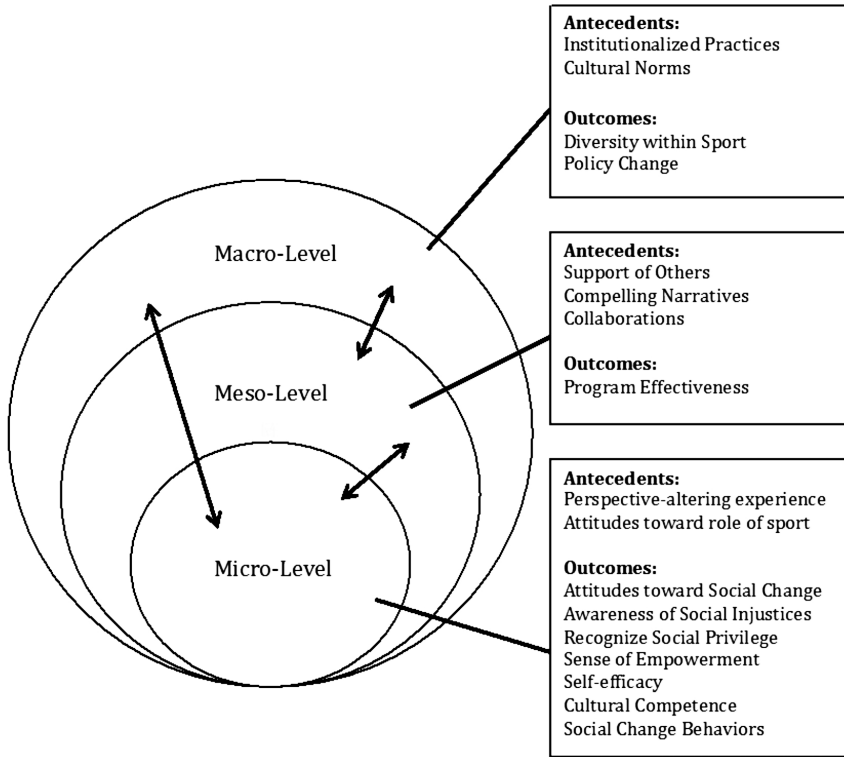 Macro-Level
Meso-Level
Micro-Level
Antecedents:
Institutionalized Practices
Cultural Norms
Outcomes:
Diversity within Sport
Policy Change
Antecedents:
Support of Others
Compelling Narratives
Collaborations
Outcomes:
Program Effectiveness
Antecedents:
Perspective-altering experience
Attitudes toward role of sport
Outcomes:
Attitudes toward Social Change
Awareness of Social Injustices
Recognize Social Privilege
Sense of Empowerment
Self-efficacy
Cultural Competence
Social Change Behaviors